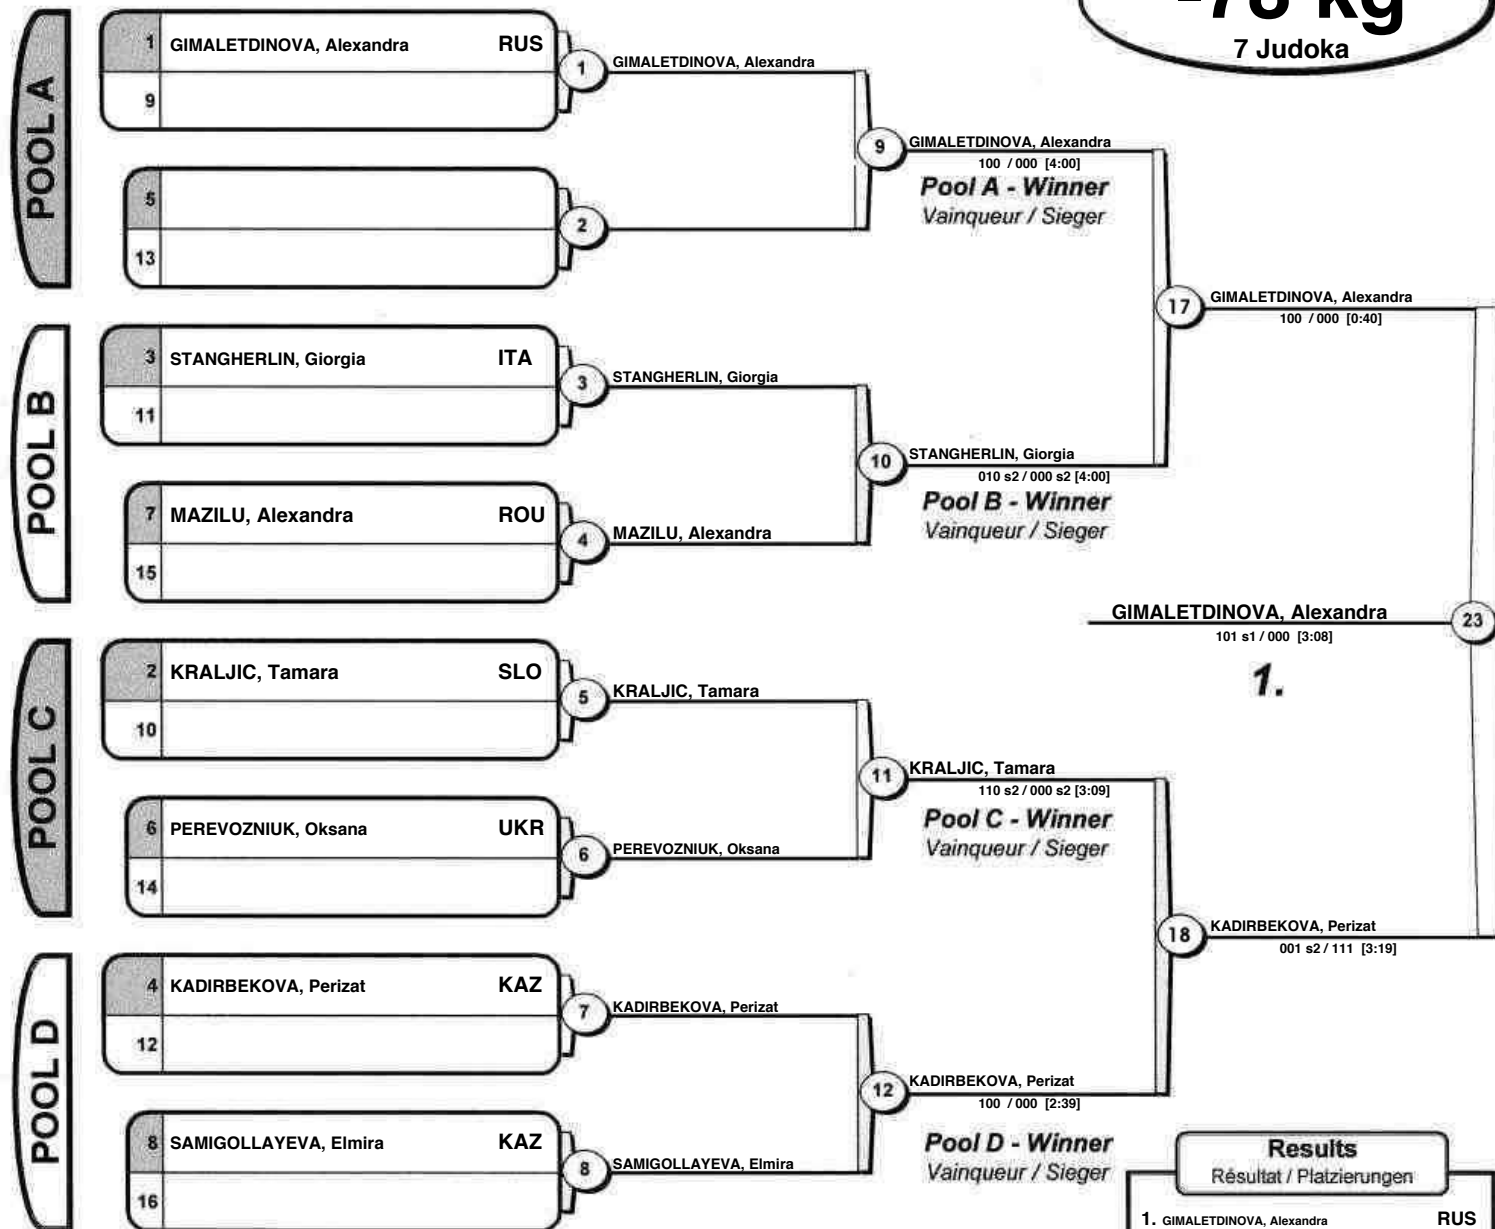 -78 kg
7 Judoka
POOL A
1 GIMALETDINOVA, Alexandra RUS
9
5
13
1 GIMALETDINOVA, Alexandra
2
9 GIMALETDINOVA, Alexandra
100 / 000 [4:00]
Pool A - Winner
Vainqueur / Sieger
17 GIMALETDINOVA, Alexandra
100 / 000 [0:40]
POOL B
3 STANGHERLIN, Giorgia ITA
11
7 MAZILU, Alexandra ROU
15
3 STANGHERLIN, Giorgia
4 MAZILU, Alexandra
10 STANGHERLIN, Giorgia
010 s2 / 000 s2 [4:00]
Pool B - Winner
Vainqueur / Sieger
GIMALETDINOVA, Alexandra 23
101 s1 / 000 [3:08]
1.
POOL C
2 KRALJIC, Tamara SLO
10
6 PEREVOZNIUK, Oksana UKR
14
5 KRALJIC, Tamara
6 PEREVOZNIUK, Oksana
11 KRALJIC, Tamara
110 s2 / 000 s2 [3:09]
Pool C - Winner
Vainqueur / Sieger
18 KADIRBEKOVA, Perizat
001 s2 / 111 [3:19]
POOL D
4 KADIRBEKOVA, Perizat KAZ
12
8 SAMIGOLLAYEVA, Elmira KAZ
16
7 KADIRBEKOVA, Perizat
8 SAMIGOLLAYEVA, Elmira
12 KADIRBEKOVA, Perizat
100 / 000 [2:39]
Pool D - Winner
Vainqueur / Sieger
Results
Résultat / Platzierungen
1. GIMALETDINOVA, Alexandra RUS